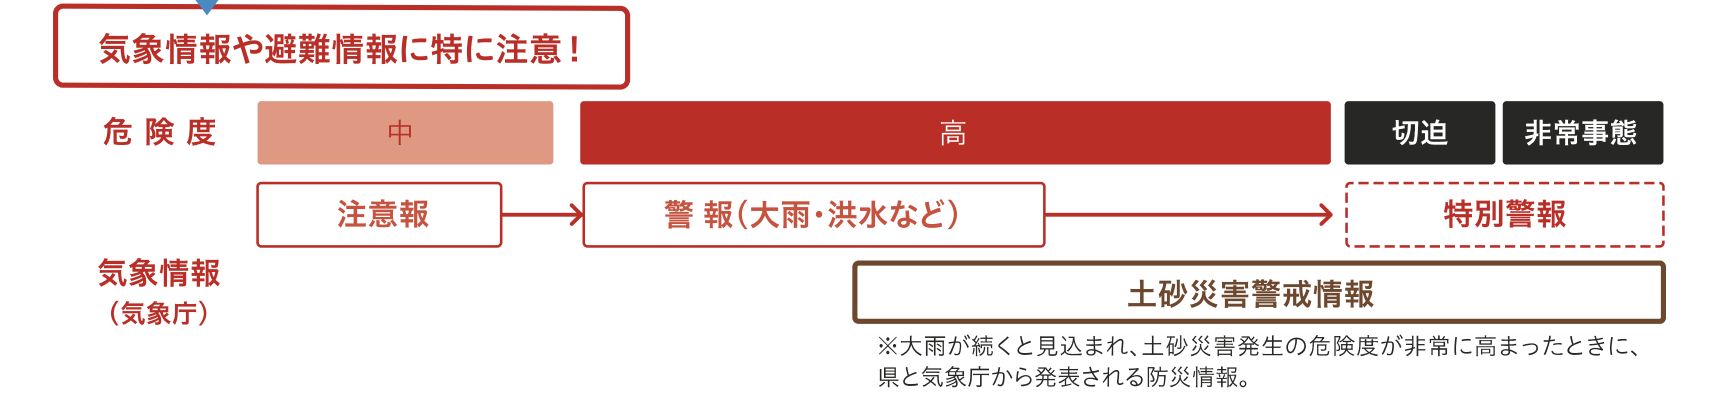 気象情報や避難情報に特に注意！
危険度
中
高
切迫
非常事態
注意報
警報（大雨・洪水など）
特別警報
気象情報
（気象庁）
土砂災害警戒情報
※大雨が続くと見込まれ、土砂災害発生の危険度が非常に高まったときに、
県と気象庁から発表される防災情報。